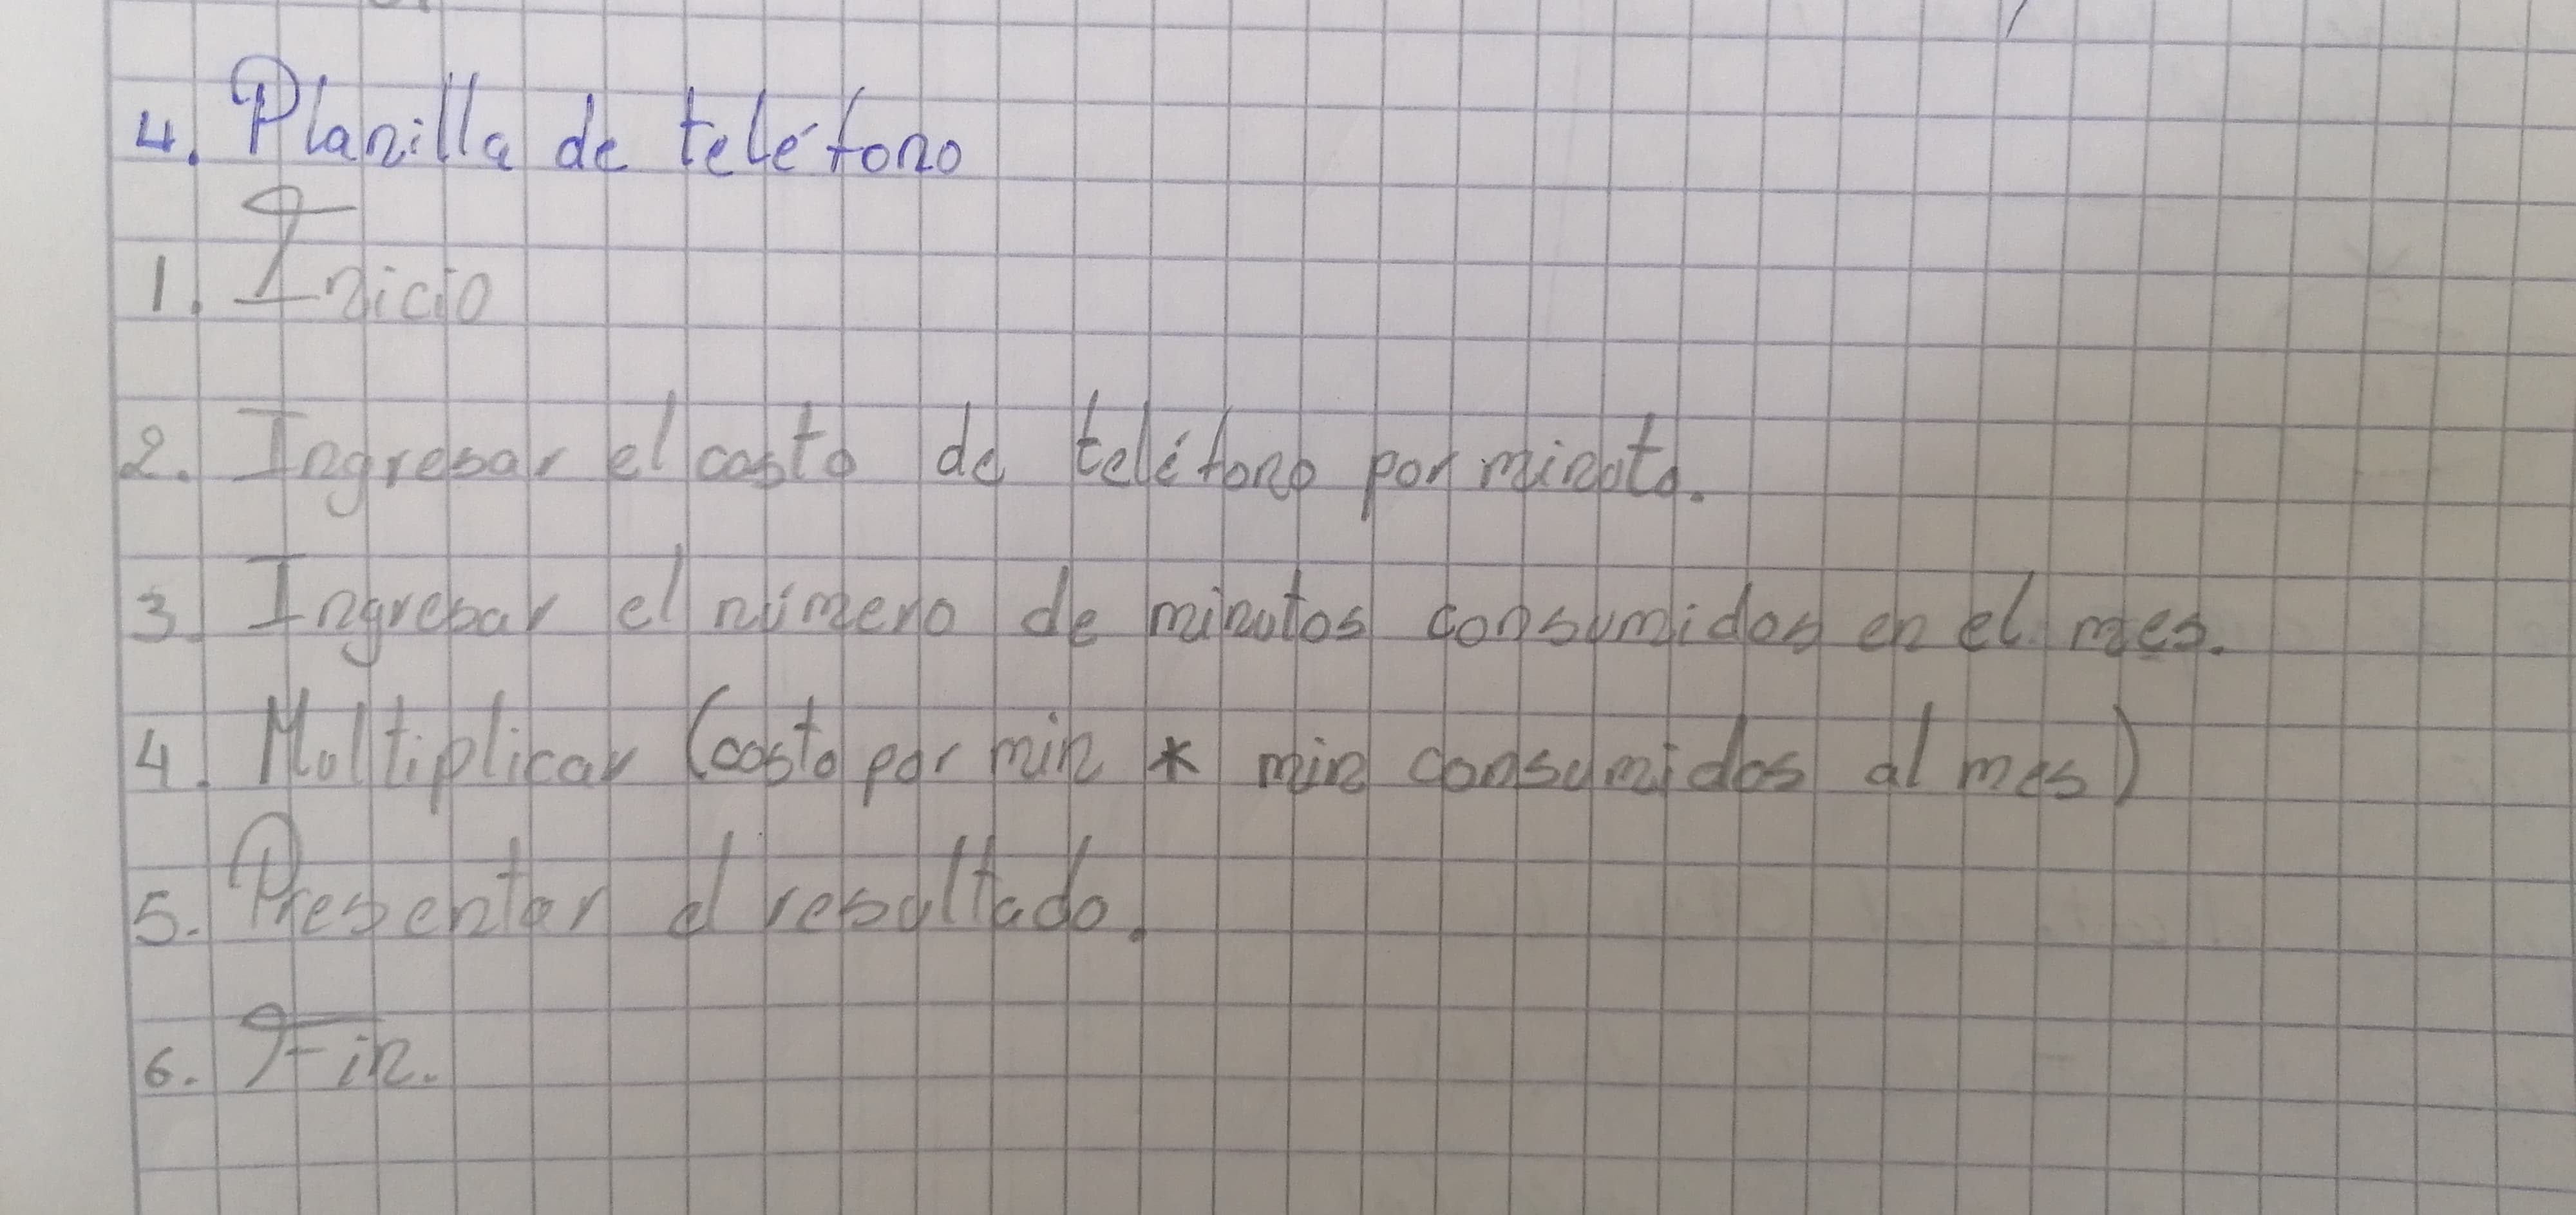 4. Planilla de teléfono
1. Inicio
2. Ingresar el costo de teléfono por minuto.
3. Ingresar el número de minutos consumidos en el mes.
4. Multiplicar (costo por min * min consumidos al mes)
5. Presentar el resultado.
6. Fin.